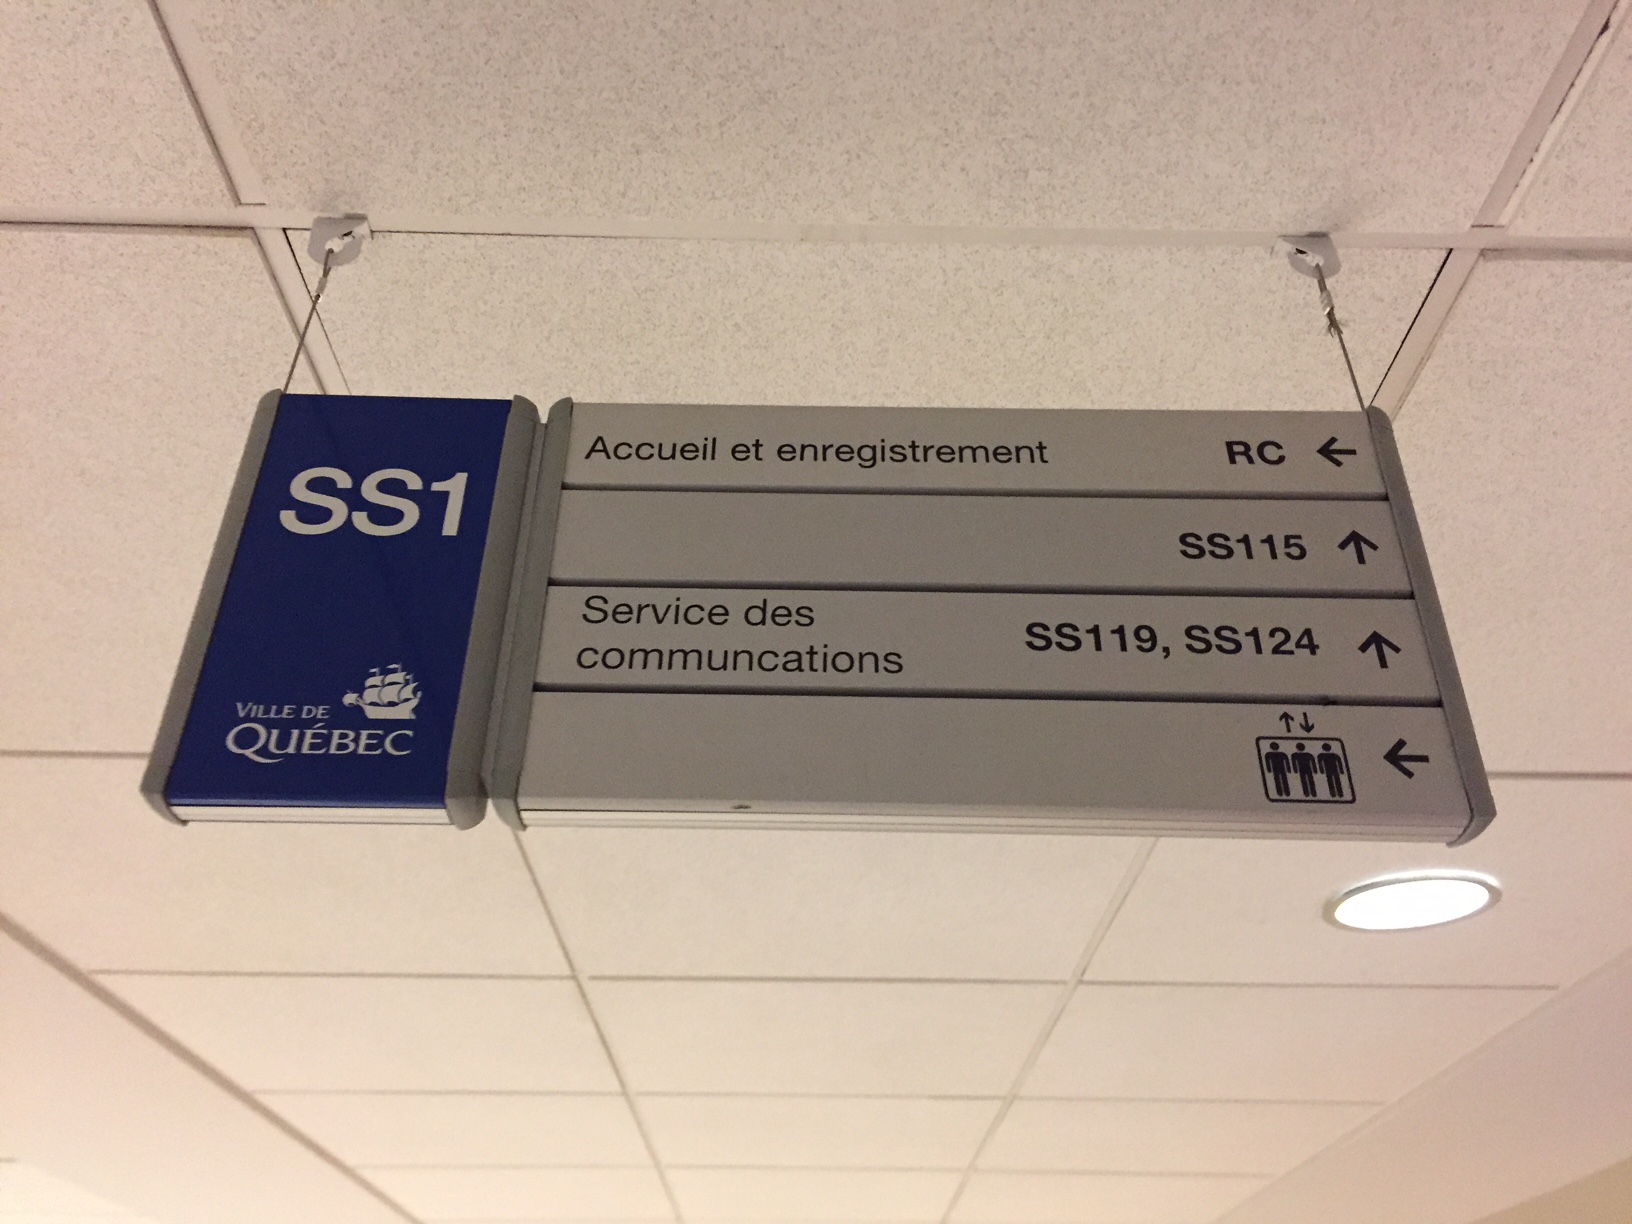 SS1
VILLE DE
QUÉBEC
Accueil et enregistrement RC ←
SS115 ↑
Service des
communcations SS119, SS124 ↑
↑↓
←